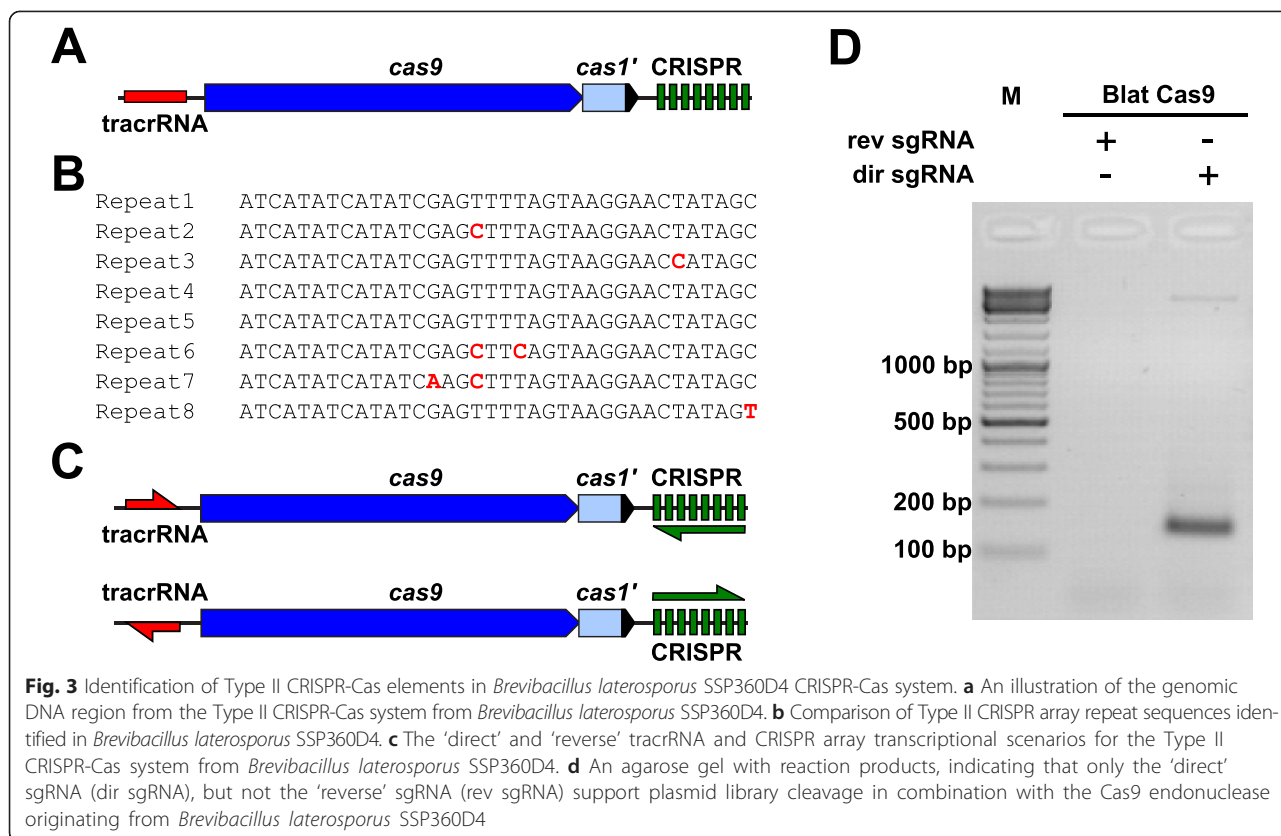 A
cas9
cas1′
CRISPR
tracrRNA
B
Repeat1 ATCATATCATATCGAGTTTTAGTAAGGAACTATAGC
Repeat2 ATCATATCATATCGAGCTTTAGTAAGGAACTATAGC
Repeat3 ATCATATCATATCGAGTTTTAGTAAGGAACCATAGC
Repeat4 ATCATATCATATCGAGTTTTAGTAAGGAACTATAGC
Repeat5 ATCATATCATATCGAGTTTTAGTAAGGAACTATAGC
Repeat6 ATCATATCATATCGAGCTTCAGTAAGGAACTATAGC
Repeat7 ATCATATCATATCAAGCTTTAGTAAGGAACTATAGC
Repeat8 ATCATATCATATCGAGTTTTAGTAAGGAACTATAGT
C
cas9
cas1′
CRISPR
tracrRNA
tracrRNA
cas9
cas1′
CRISPR
D
M
Blat Cas9
rev sgRNA + -
dir sgRNA - +
1000 bp
500 bp
200 bp
100 bp
Fig. 3 Identification of Type II CRISPR-Cas elements in Brevibacillus laterosporus SSP360D4 CRISPR-Cas system. a An illustration of the genomic
DNA region from the Type II CRISPR-Cas system from Brevibacillus laterosporus SSP360D4. b Comparison of Type II CRISPR array repeat sequences iden-
tified in Brevibacillus laterosporus SSP360D4. c The ‘direct’ and ‘reverse’ tracrRNA and CRISPR array transcriptional scenarios for the Type II
CRISPR-Cas system from Brevibacillus laterosporus SSP360D4. d An agarose gel with reaction products, indicating that only the ‘direct’
sgRNA (dir sgRNA), but not the ‘reverse’ sgRNA (rev sgRNA) support plasmid library cleavage in combination with the Cas9 endonuclease
originating from Brevibacillus laterosporus SSP360D4